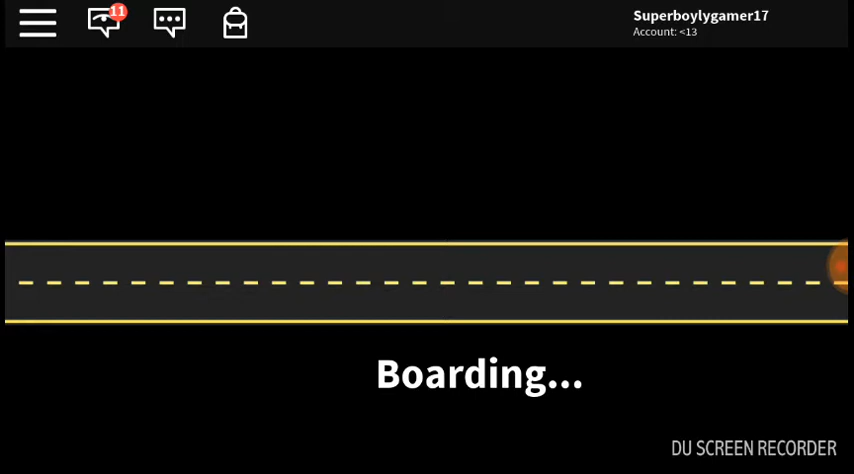 11
Superboylygamer17
Account: <13
Boarding...
DU SCREEN RECORDER